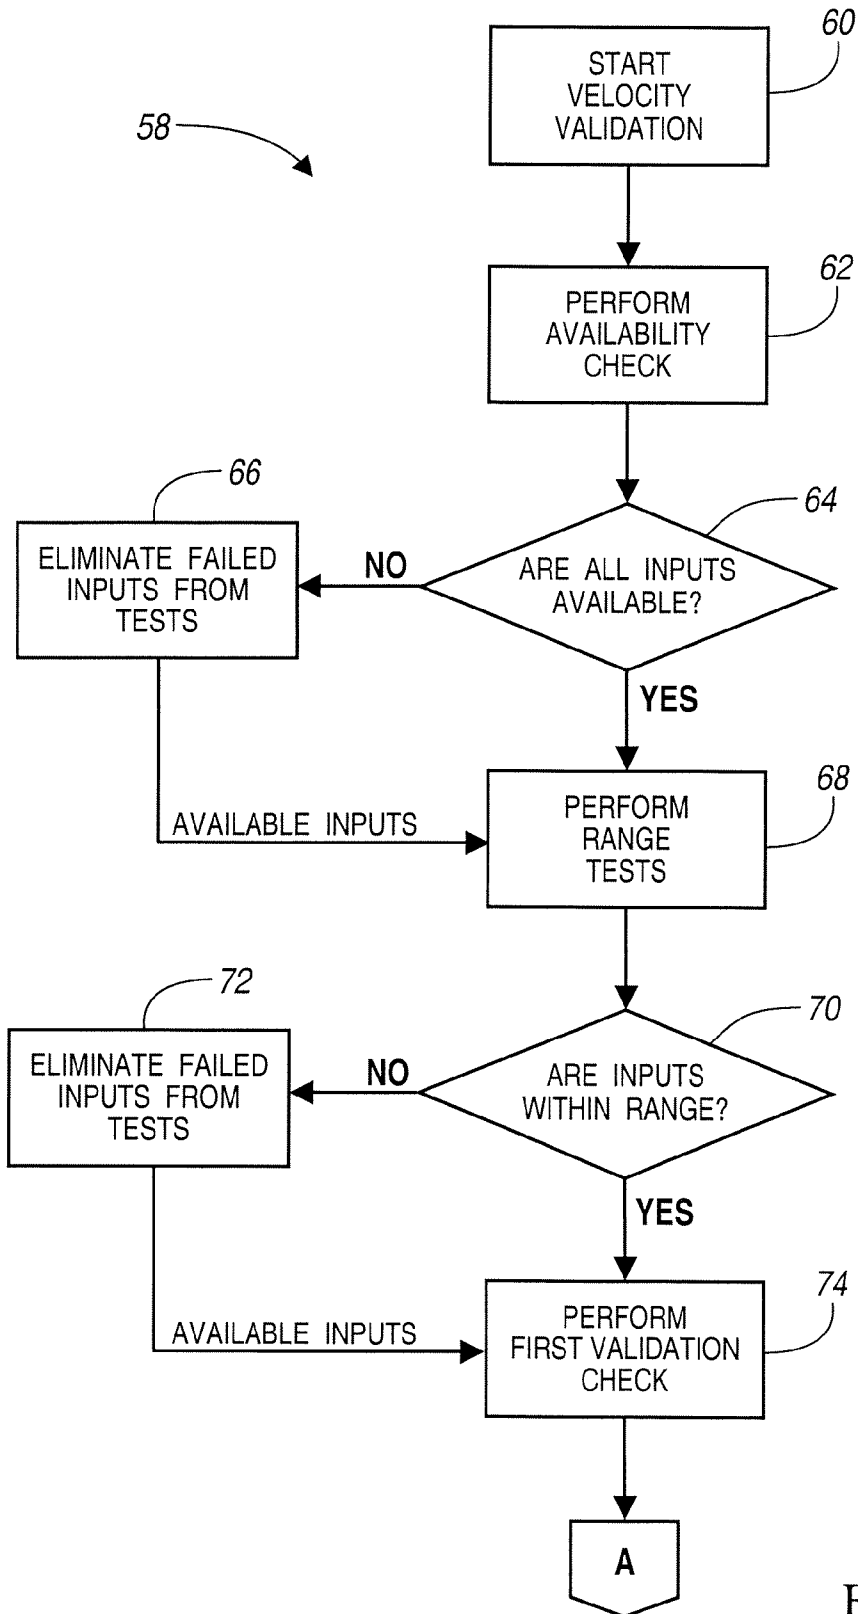 60
START
VELOCITY
VALIDATION
58
62
PERFORM
AVAILABILITY
CHECK
66
64
ELIMINATE FAILED
INPUTS FROM
TESTS
NO
ARE ALL INPUTS
AVAILABLE?
YES
68
PERFORM
RANGE
TESTS
AVAILABLE INPUTS
72
70
ELIMINATE FAILED
INPUTS FROM
TESTS
NO
ARE INPUTS
WITHIN RANGE?
YES
74
PERFORM
FIRST VALIDATION
CHECK
AVAILABLE INPUTS
A